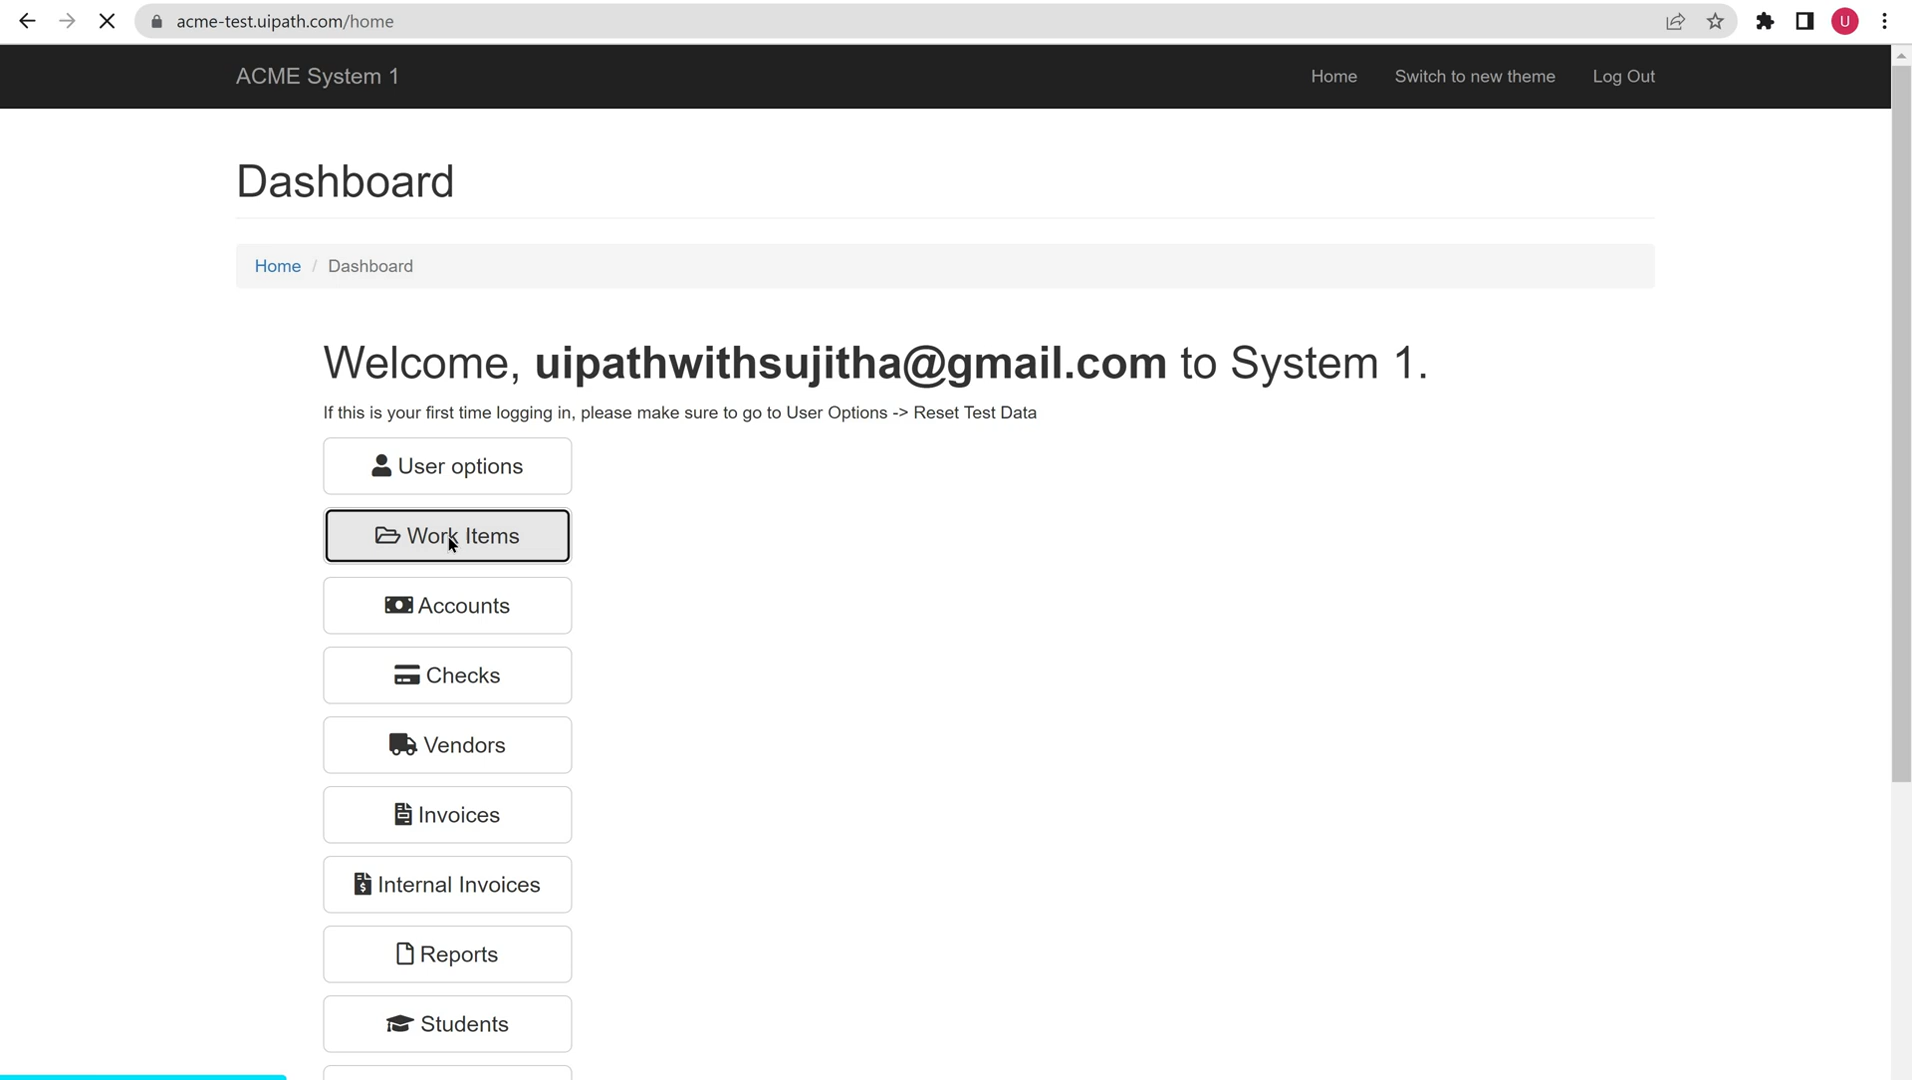 acme-test.uipath.com/home
U
ACME System 1
Home
Switch to new theme
Log Out
Dashboard
Home / Dashboard
Welcome, uipathwithsujitha@gmail.com to System 1.
If this is your first time logging in, please make sure to go to User Options -> Reset Test Data
User options
Work Items
Accounts
Checks
Vendors
Invoices
Internal Invoices
Reports
Students